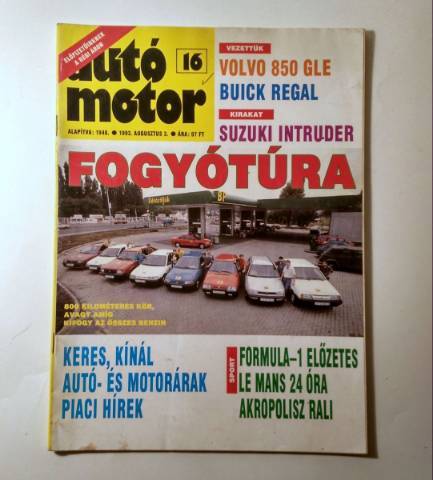 ELŐFIZETŐINKNEK
A RÉGI ÁRON
autó
motor
16
ALAPÍTVA: 1948. ● 1993. AUGUSZTUS 3. ● ÁRA: 67 FT
VEZETTÜK
VOLVO 850 GLE
BUICK REGAL
KIRAKAT
SUZUKI INTRUDER
FOGYÓTÚRA
BP
800 KILOMÉTERES KÖR,
AVAGY AMÍG
KIFOGY AZ ÖSSZES BENZIN
KERES, KÍNÁL
AUTÓ- ÉS MOTORÁRAK
PIACI HÍREK
SPORT
FORMULA-1 ELŐZETES
LE MANS 24 ÓRA
AKROPOLISZ RALI